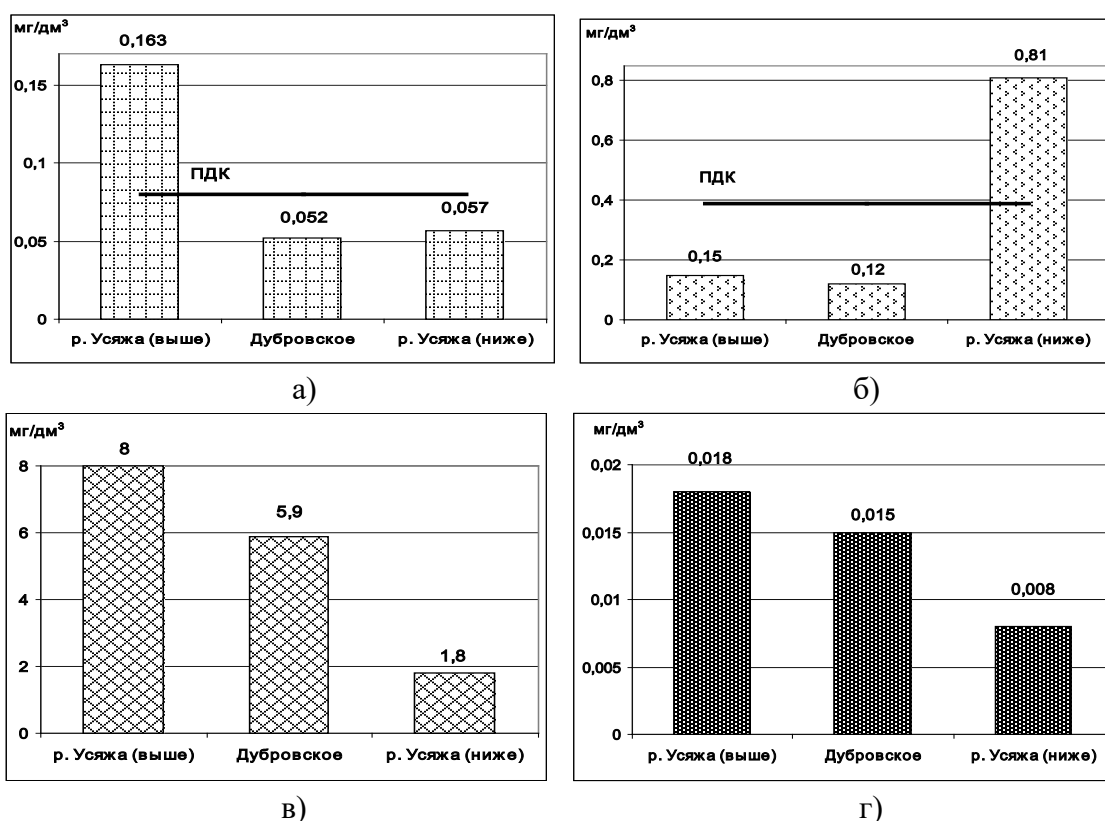 мг/дм³
0,163
0,15
0,1
ПДК
0,052
0,057
0,05
0
р. Усяжа (выше) Дубровское р. Усяжа (ниже)
а)
мг/дм³
0,81
0,8
0,6
ПДК
0,4
0,15
0,12
0,2
0
р. Усяжа (выше) Дубровское р. Усяжа (ниже)
б)
мг/дм³
8
8
5,9
6
4
1,8
2
0
р. Усяжа (выше) Дубровское р. Усяжа (ниже)
в)
мг/дм³
0,02
0,018
0,015
0,015
0,01
0,008
0,005
0
р. Усяжа (выше) Дубровское р. Усяжа (ниже)
г)